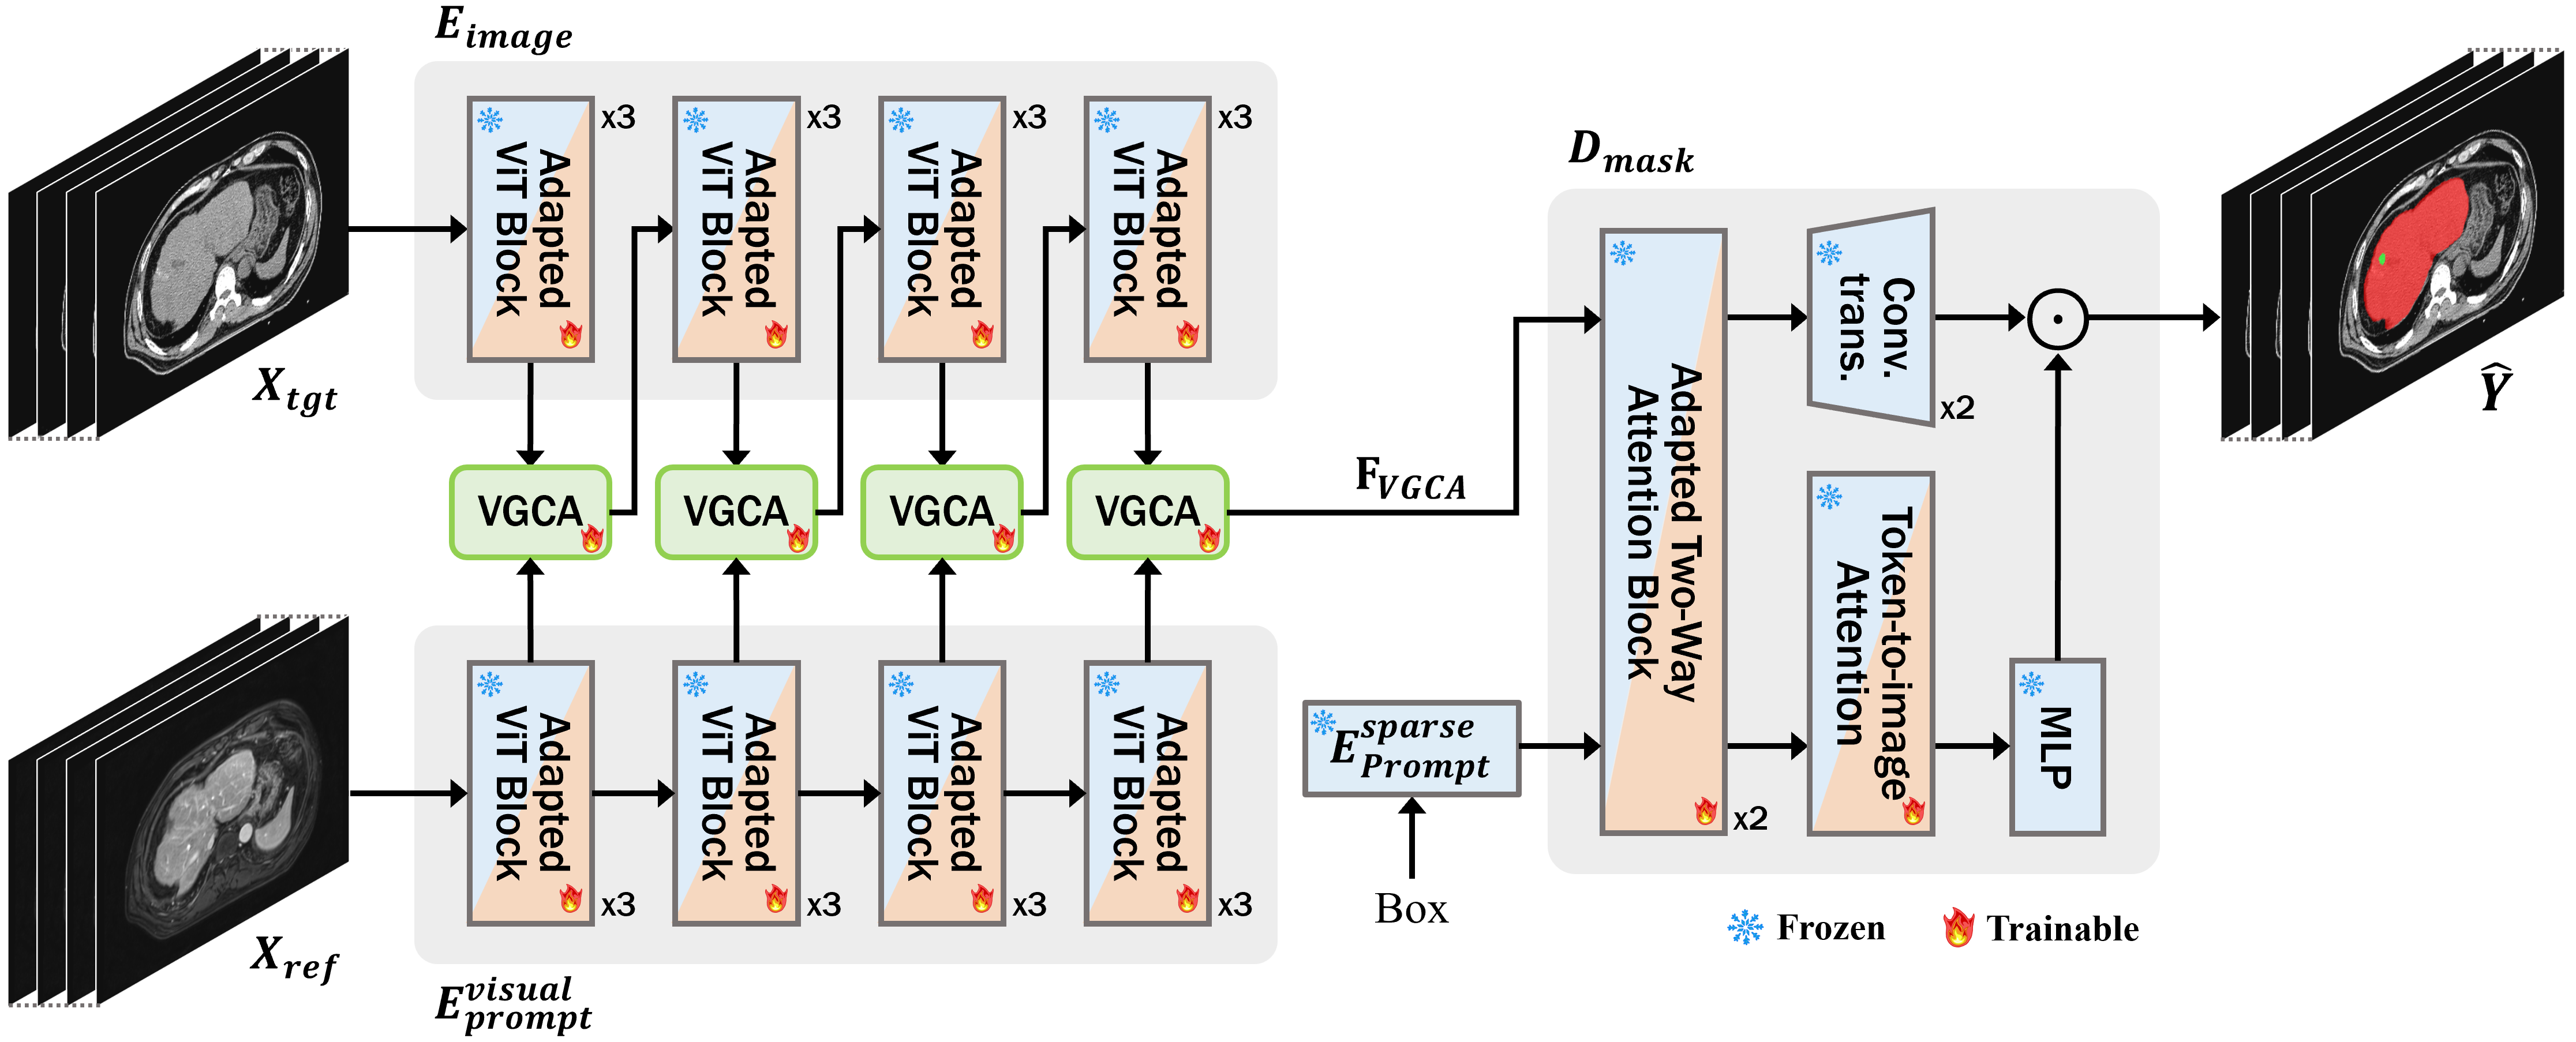 E_image
x3 x3 x3 x3
Adapted ViT Block
Adapted ViT Block
Adapted ViT Block
Adapted ViT Block
X_tgt
VGCA VGCA VGCA VGCA
F_VGCA
Adapted ViT Block
Adapted ViT Block
Adapted ViT Block
Adapted ViT Block
x3 x3 x3 x3
X_ref
E^visual_prompt
D_mask
Adapted Two-Way Attention Block
x2
Conv. trans.
x2
Token-to-image Attention
MLP
E^sparse_Prompt
Box
Ŷ
Frozen Trainable